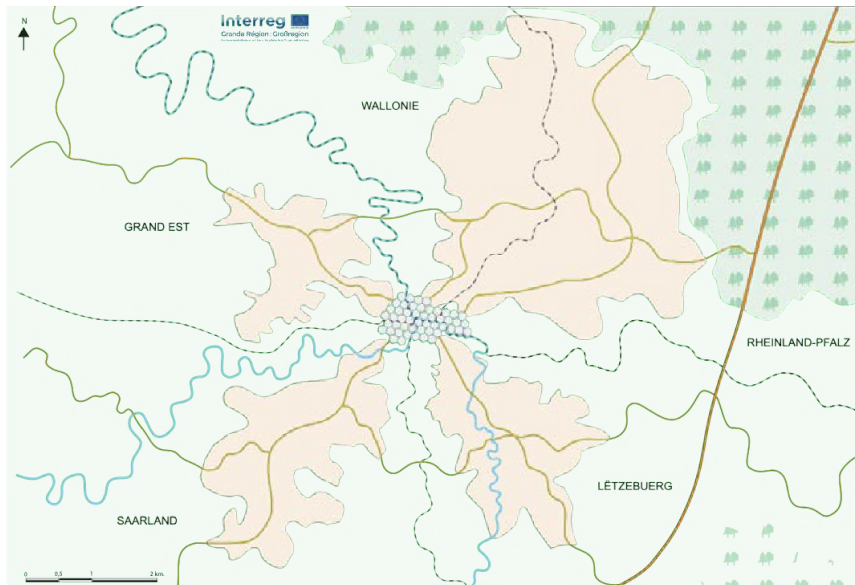 N
Interreg
Grande Région | Großregion
WALLONIE
GRAND EST
RHEINLAND-PFALZ
LËTZEBUERG
SAARLAND
0 0,5 1 2 km.